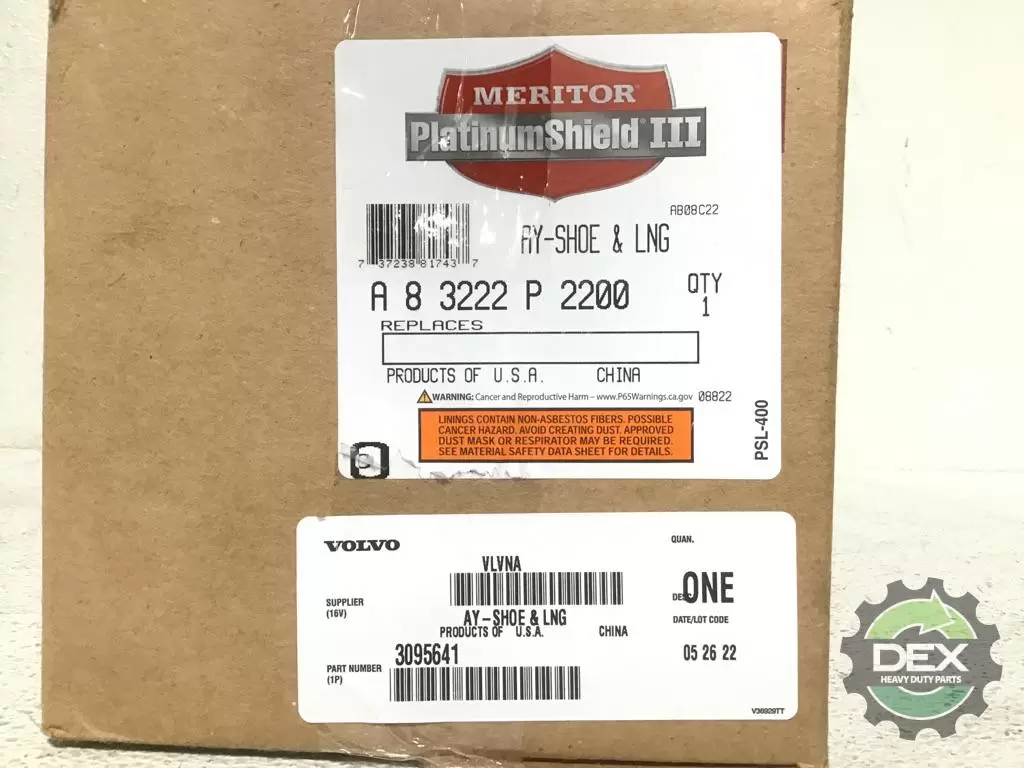 MERITOR
PlatinumShield III
AB08C22
AY-SHOE & LNG
7 37238 81743 7
A 8 3222 P 2200
QTY
1
REPLACES
PRODUCTS OF U.S.A. CHINA
WARNING: Cancer and Reproductive Harm – www.P65Warnings.ca.gov 08822
LININGS CONTAIN NON-ASBESTOS FIBERS. POSSIBLE
CANCER HAZARD. AVOID CREATING DUST. APPROVED
DUST MASK OR RESPIRATOR MAY BE REQUIRED.
SEE MATERIAL SAFETY DATA SHEET FOR DETAILS.
PSL-400
VOLVO
QUAN.
VLVNA
ONE
SUPPLIER
(16V)
AY-SHOE & LNG
DATE/LOT CODE
PRODUCTS OF U.S.A. CHINA
3095641
05 26 22
PART NUMBER
(1P)
V36929TT
DEX
HEAVY DUTY PARTS